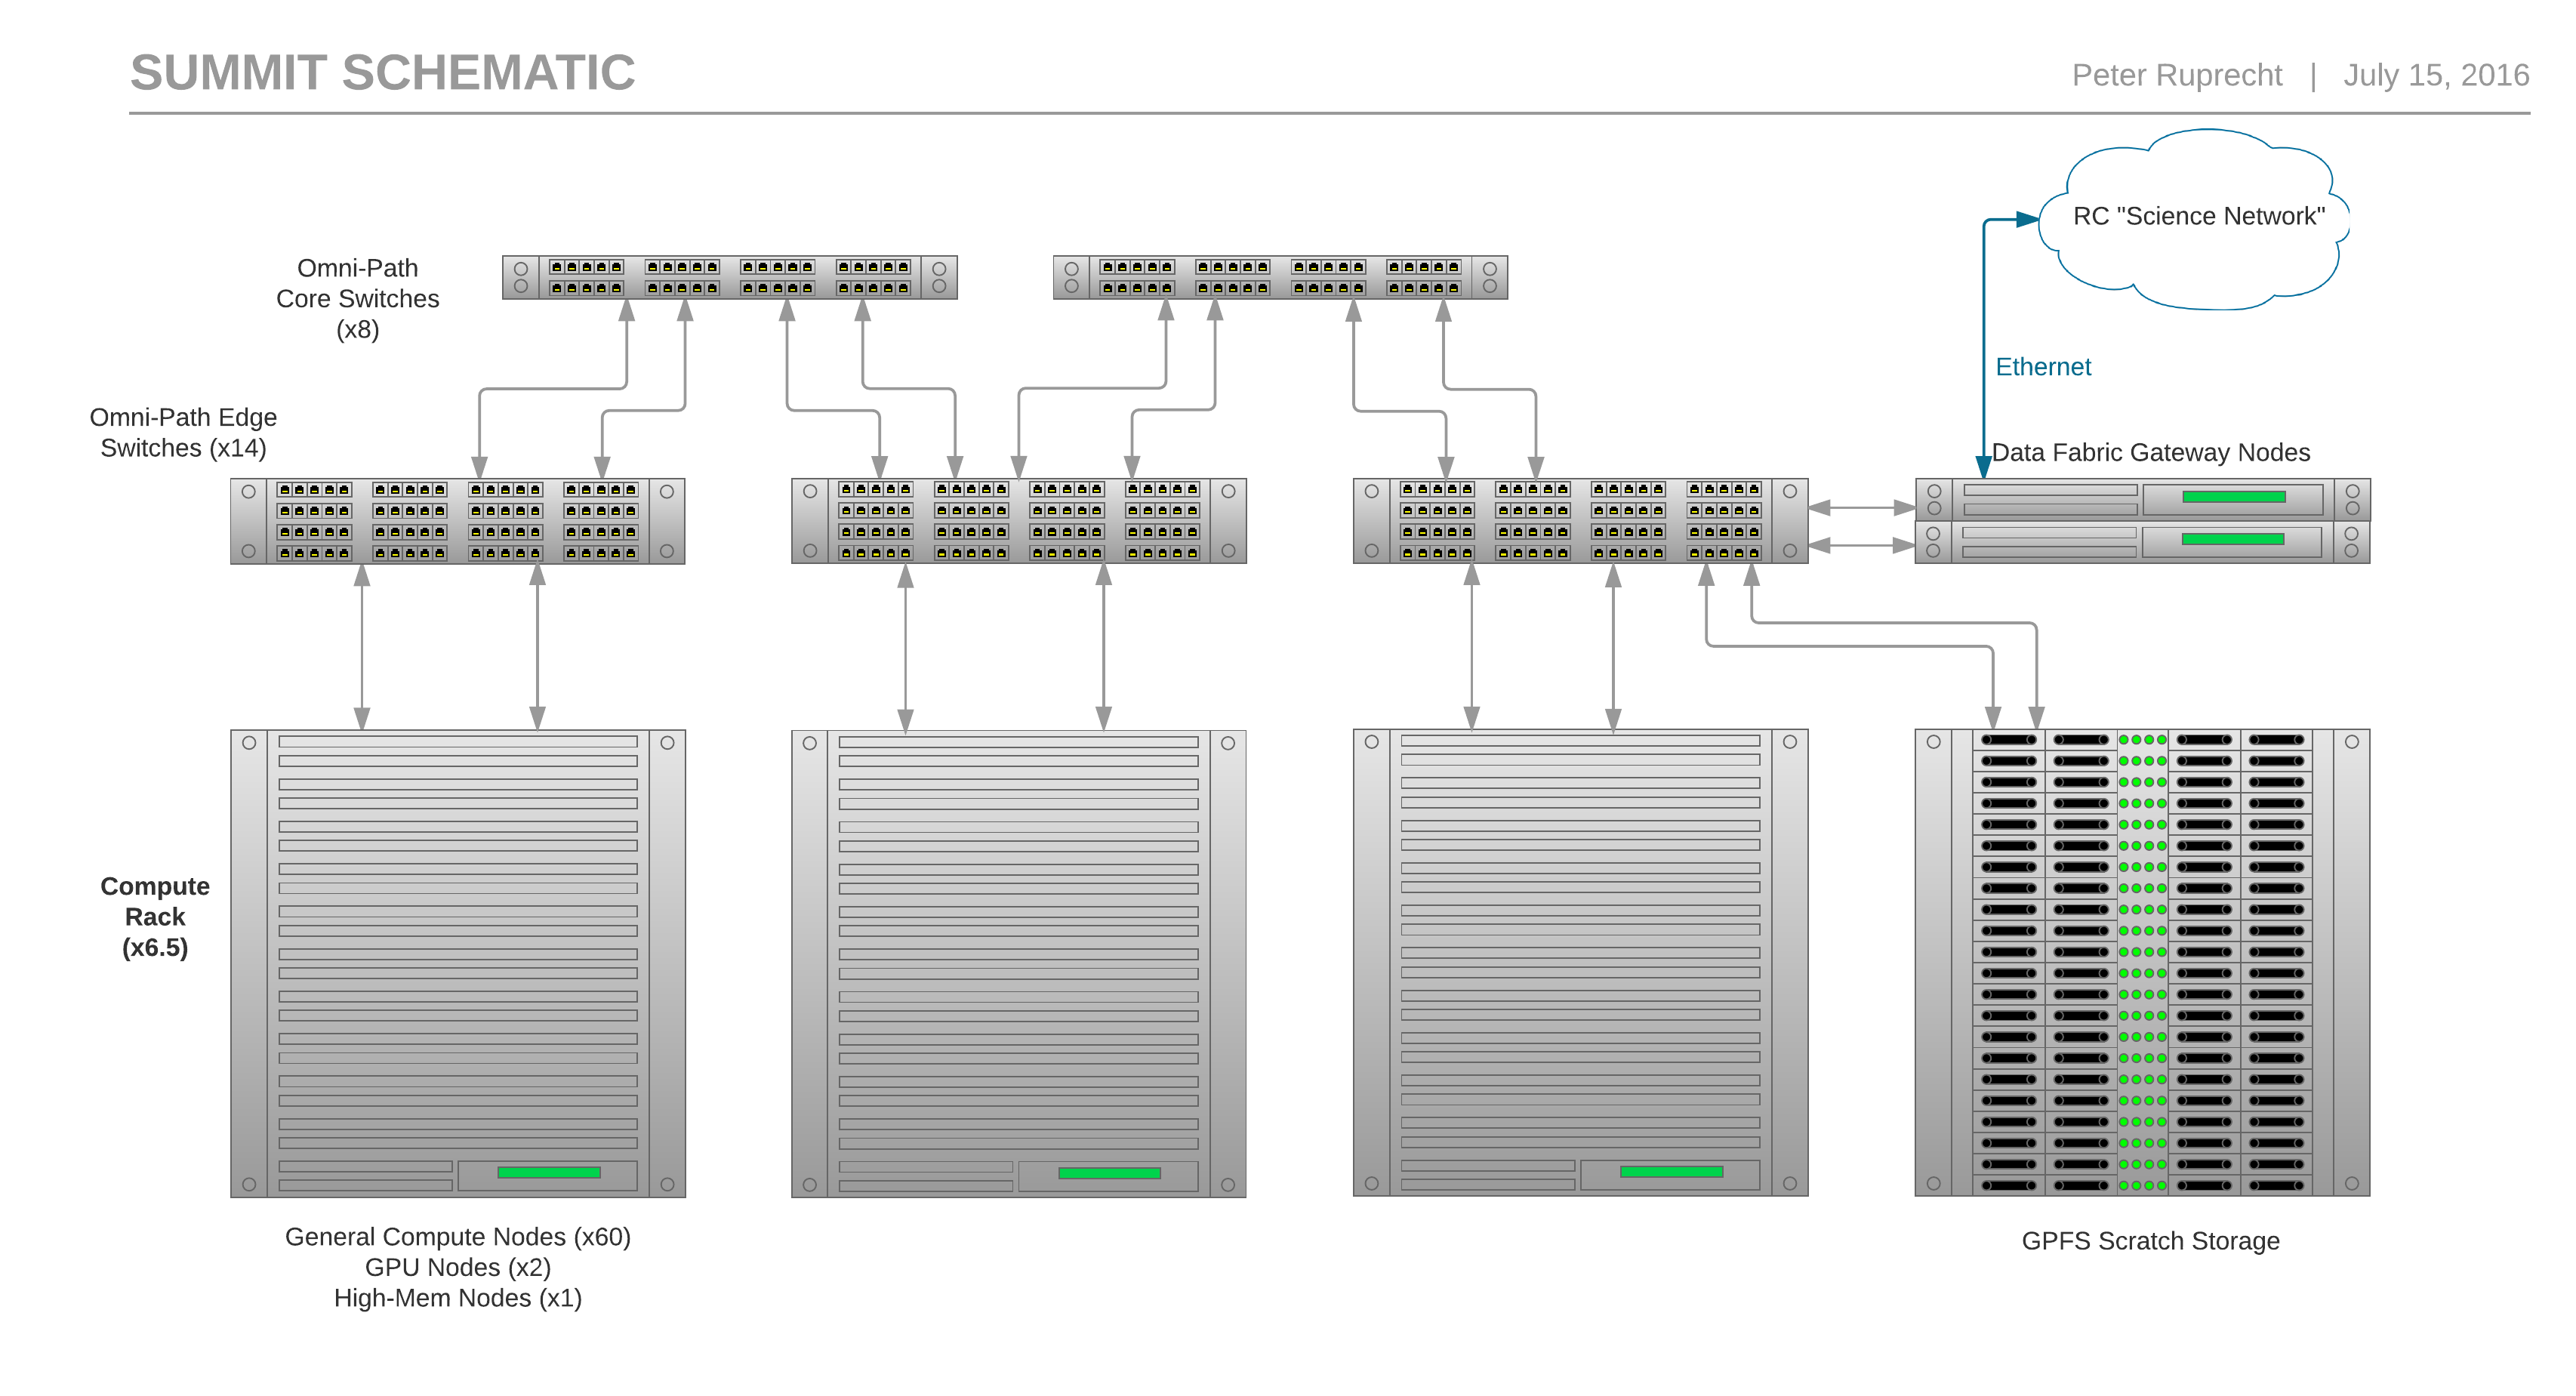 SUMMIT SCHEMATIC
Peter Ruprecht | July 15, 2016
RC "Science Network"
Omni-Path
Core Switches
(x8)
Ethernet
Omni-Path Edge
Switches (x14)
Data Fabric Gateway Nodes
Compute
Rack
(x6.5)
General Compute Nodes (x60)
GPU Nodes (x2)
High-Mem Nodes (x1)
GPFS Scratch Storage